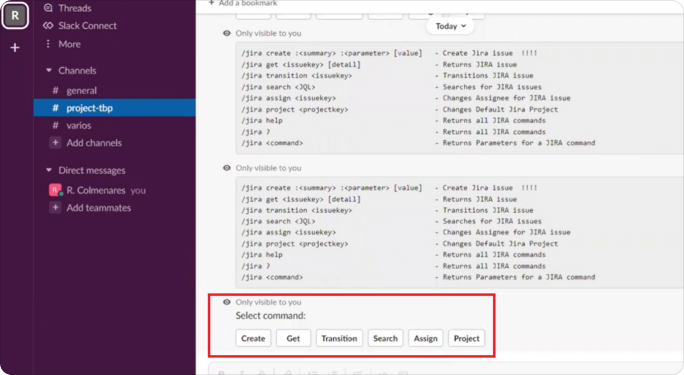 R
Threads
Slack Connect
More
Channels
# general
# project-tbp
# varios
Add channels
Direct messages
R R. Colmenares you
Add teammates
+ Add a bookmark
Today
Only visible to you
/jira create :<summary> :<parameter> [value] - Create Jira issue !!!!
/jira get <issuekey> [detail] - Returns JIRA issue
/jira transition <issuekey> - Transitions JIRA issue
/jira search <JQL> - Searches for JIRA issues
/jira assign <issuekey> - Changes Assignee for JIRA issue
/jira project <projectkey> - Changes Default Jira Project
/jira help - Returns all JIRA commands
/jira ? - Returns all JIRA commands
/jira <command> - Returns Parameters for a JIRA command
Only visible to you
/jira create :<summary> :<parameter> [value] - Create Jira issue !!!!
/jira get <issuekey> [detail] - Returns JIRA issue
/jira transition <issuekey> - Transitions JIRA issue
/jira search <JQL> - Searches for JIRA issues
/jira assign <issuekey> - Changes Assignee for JIRA issue
/jira project <projectkey> - Changes Default Jira Project
/jira help - Returns all JIRA commands
/jira ? - Returns all JIRA commands
/jira <command> - Returns Parameters for a JIRA command
Only visible to you
Select command:
Create Get Transition Search Assign Project